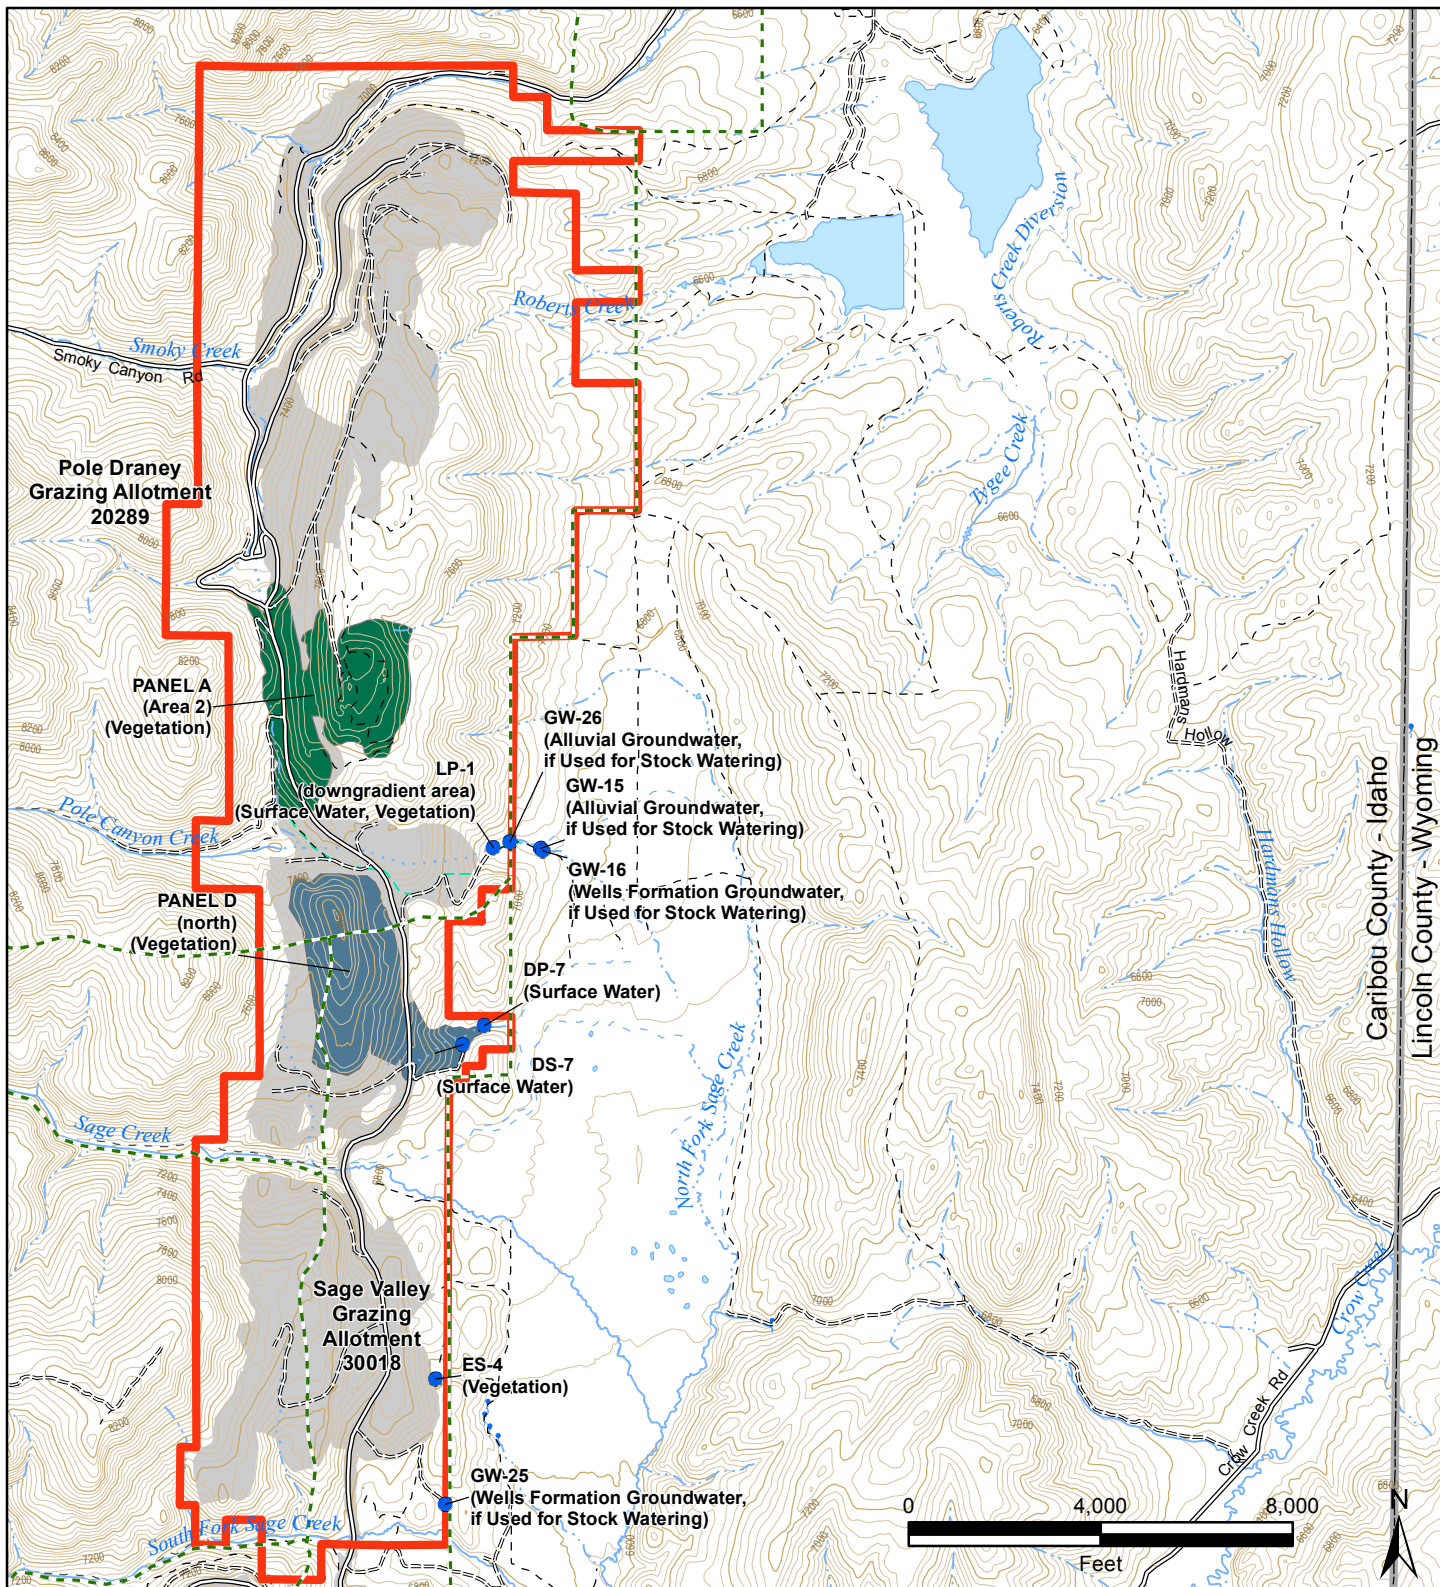 Smoky Creek
Smoky Canyon Rd
Roberts Creek
Roberts Creek Diversion
Tygee Creek
Pole Draney
Grazing Allotment
20289
PANEL A
(Area 2)
(Vegetation)
LP-1
(downgradient area)
(Surface Water, Vegetation)
GW-26
(Alluvial Groundwater,
if Used for Stock Watering)
GW-15
(Alluvial Groundwater,
if Used for Stock Watering)
GW-16
(Wells Formation Groundwater,
if Used for Stock Watering)
Pole Canyon Creek
PANEL D
(north)
(Vegetation)
DP-7
(Surface Water)
DS-7
(Surface Water)
Hardmans Hollow
Hardmans Hollow
Caribou County - Idaho
Lincoln County - Wyoming
North Fork Sage Creek
Sage Creek
Sage Valley
Grazing
Allotment
30018
ES-4
(Vegetation)
GW-25
(Wells Formation Groundwater,
if Used for Stock Watering)
South Fork Sage Creek
Crow Creek
Crow Creek Rd
0 4,000 8,000
Feet
N